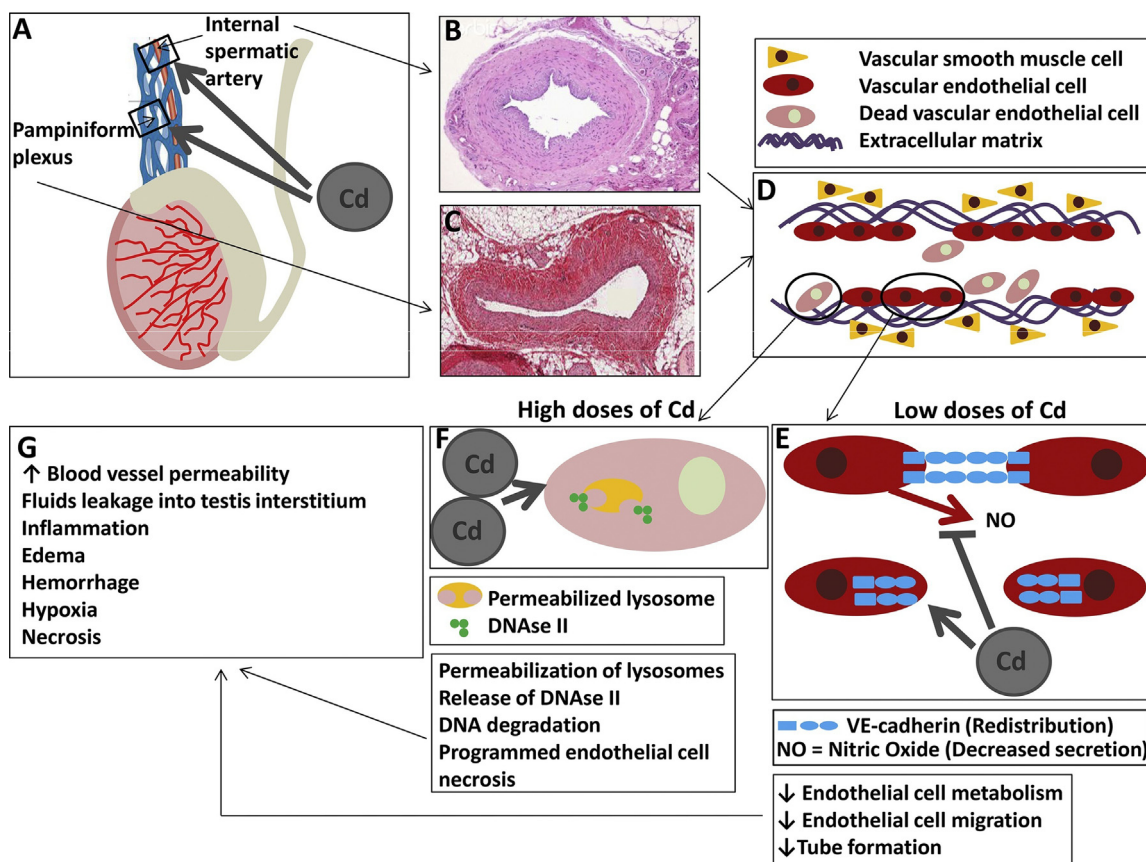 A
Internal
spermatic
artery
Pampiniform
plexus
Cd
B
C
Vascular smooth muscle cell
Vascular endothelial cell
Dead vascular endothelial cell
Extracellular matrix
D
High doses of Cd
Low doses of Cd
G
↑ Blood vessel permeability
Fluids leakage into testis interstitium
Inflammation
Edema
Hemorrhage
Hypoxia
Necrosis
F
Cd
Cd
Permeabilized lysosome
DNAse II
Permeabilization of lysosomes
Release of DNAse II
DNA degradation
Programmed endothelial cell
necrosis
E
NO
Cd
VE-cadherin (Redistribution)
NO = Nitric Oxide (Decreased secretion)
↓ Endothelial cell metabolism
↓ Endothelial cell migration
↓Tube formation